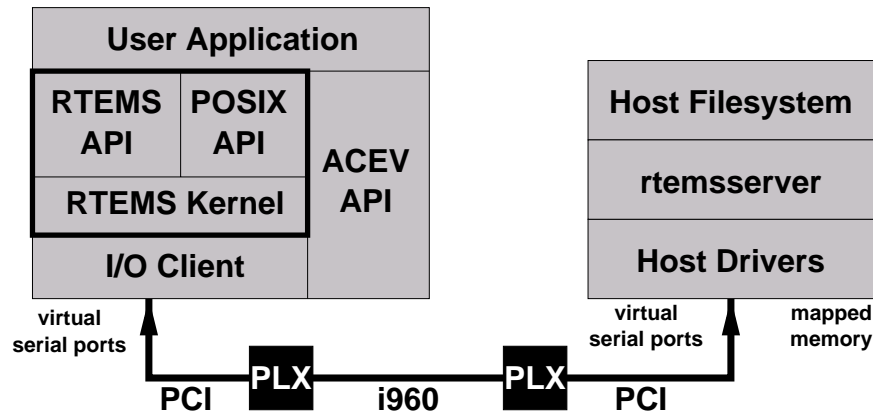 User Application
RTEMS
API
POSIX
API
ACEV
API
RTEMS Kernel
I/O Client
virtual
serial ports
Host Filesystem
rtemsserver
Host Drivers
virtual
serial ports
mapped
memory
PCI
PLX
i960
PLX
PCI